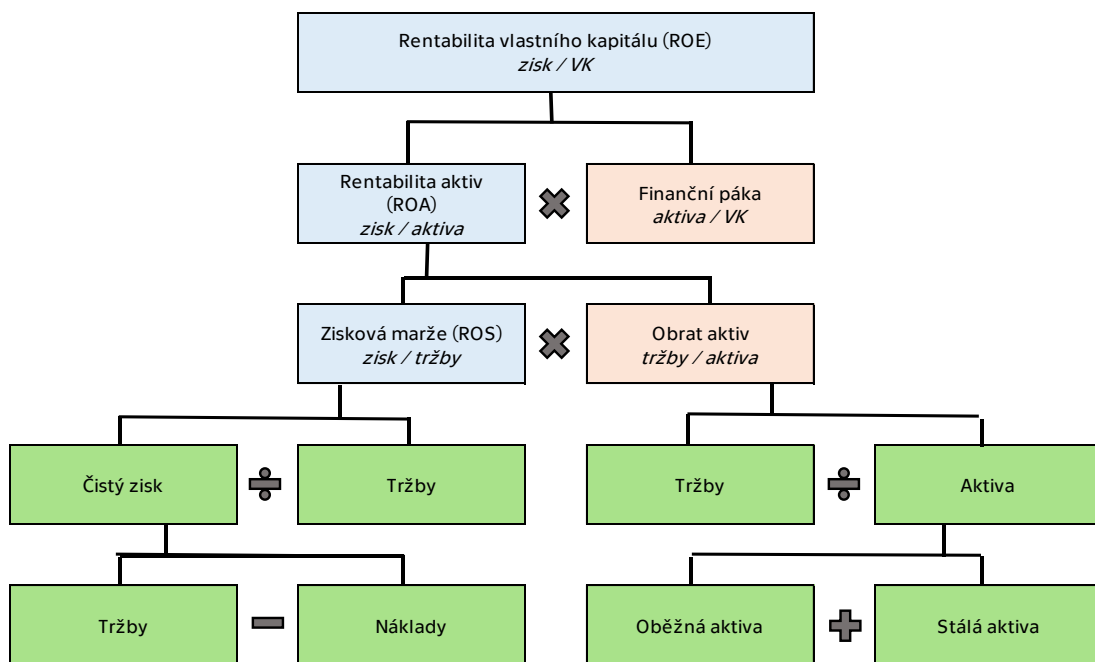 Rentabilita vlastního kapitálu (ROE)
zisk / VK
Rentabilita aktiv
(ROA)
zisk / aktiva
Finanční páka
aktiva / VK
Zisková marže (ROS)
zisk / tržby
Obrat aktiv
tržby / aktiva
Čistý zisk
Tržby
Tržby
Aktiva
Tržby
Náklady
Oběžná aktiva
Stálá aktiva